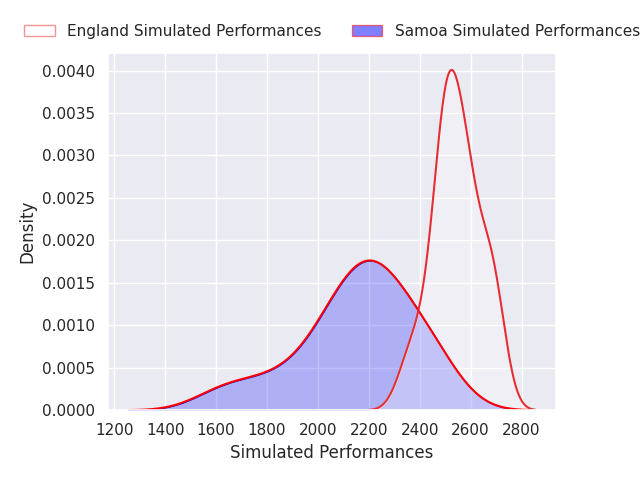 England Simulated Performances
Samoa Simulated Performances
0.0040
0.0035
0.0030
0.0025
0.0020
0.0015
0.0010
0.0005
0.0000
Density
1200 1400 1600 1800 2000 2200 2400 2600 2800
Simulated Performances